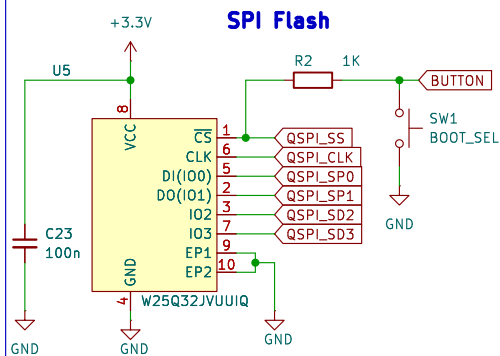 SPI Flash
+3.3V
U5
R2 1K
BUTTON
SW1
BOOT_SEL
GND
8
VCC
CS 1 QSPI_SS
CLK 6 QSPI_CLK
DI(IO0) 5 QSPI_SP0
DO(IO1) 2 QSPI_SP1
IO2 3 QSPI_SD2
IO3 7 QSPI_SD3
EP1 9
EP2 10
C23
100n
GND
4
W25Q32JVUUIQ
GND
GND
GND